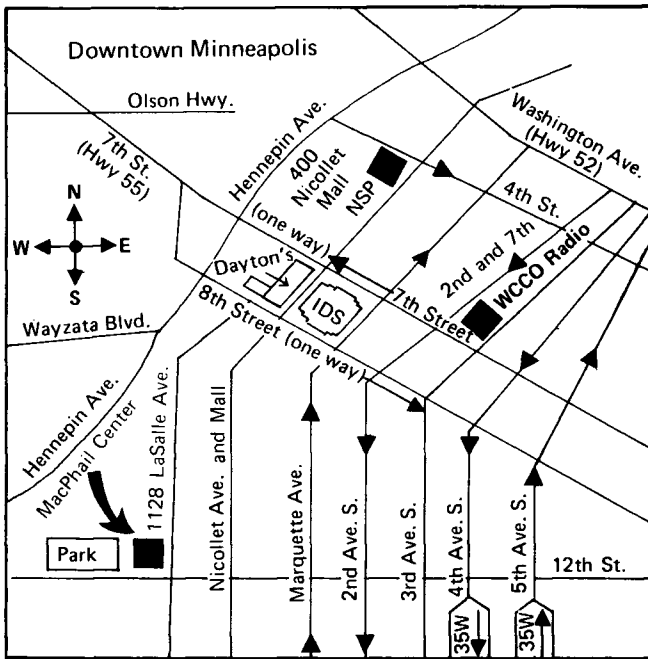 Downtown Minneapolis
Olson Hwy.
7th St.
(Hwy 55)
Hennepin Ave.
400
Nicollet
Mall
NSP
Washington Ave.
(Hwy 52)
4th St.
N
W
E
S
(one way)
Dayton's
IDS
7th Street
2nd and 7th
WCCO Radio
8th Street (one way)
Wayzata Blvd.
Hennepin Ave.
MacPhail Center
1128 LaSalle Ave.
Nicollet Ave. and Mall
Marquette Ave.
2nd Ave. S.
3rd Ave. S.
4th Ave. S.
5th Ave. S.
Park
12th St.
35W
35W